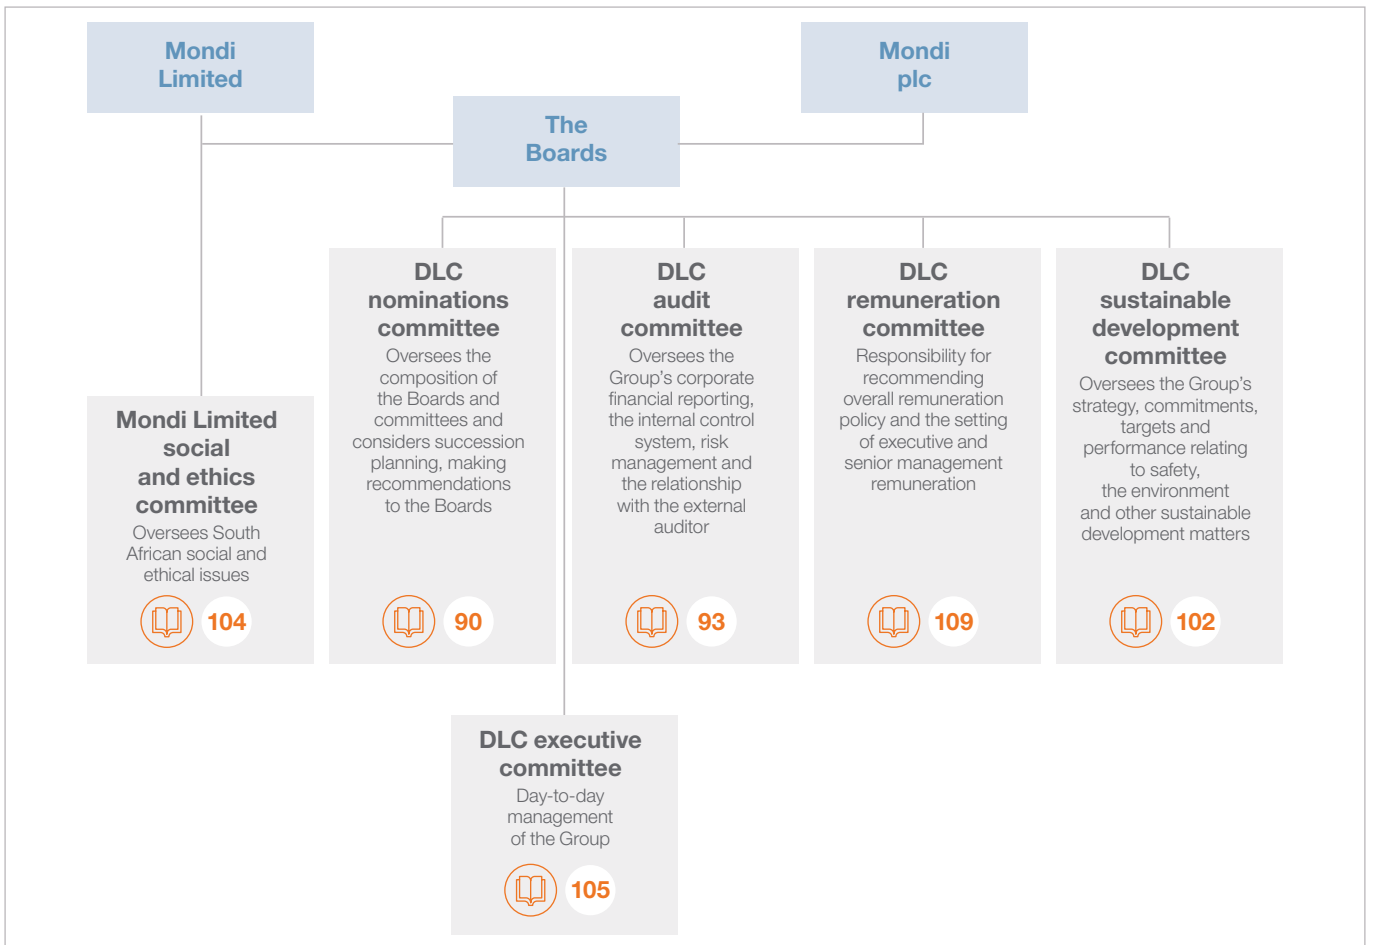 Mondi
Limited
Mondi
plc
The
Boards
Mondi Limited
social
and ethics
committee
Oversees South
African social and
ethical issues
104
DLC
nominations
committee
Oversees the
composition of
the Boards and
committees and
considers succession
planning, making
recommendations
to the Boards
90
DLC
audit
committee
Oversees the
Group’s corporate
financial reporting,
the internal control
system, risk
management and
the relationship
with the external
auditor
93
DLC
remuneration
committee
Responsibility for
recommending
overall remuneration
policy and the setting
of executive and
senior management
remuneration
109
DLC
sustainable
development
committee
Oversees the Group’s
strategy, commitments,
targets and
performance relating
to safety,
the environment
and other sustainable
development matters
102
DLC executive
committee
Day-to-day
management
of the Group
105